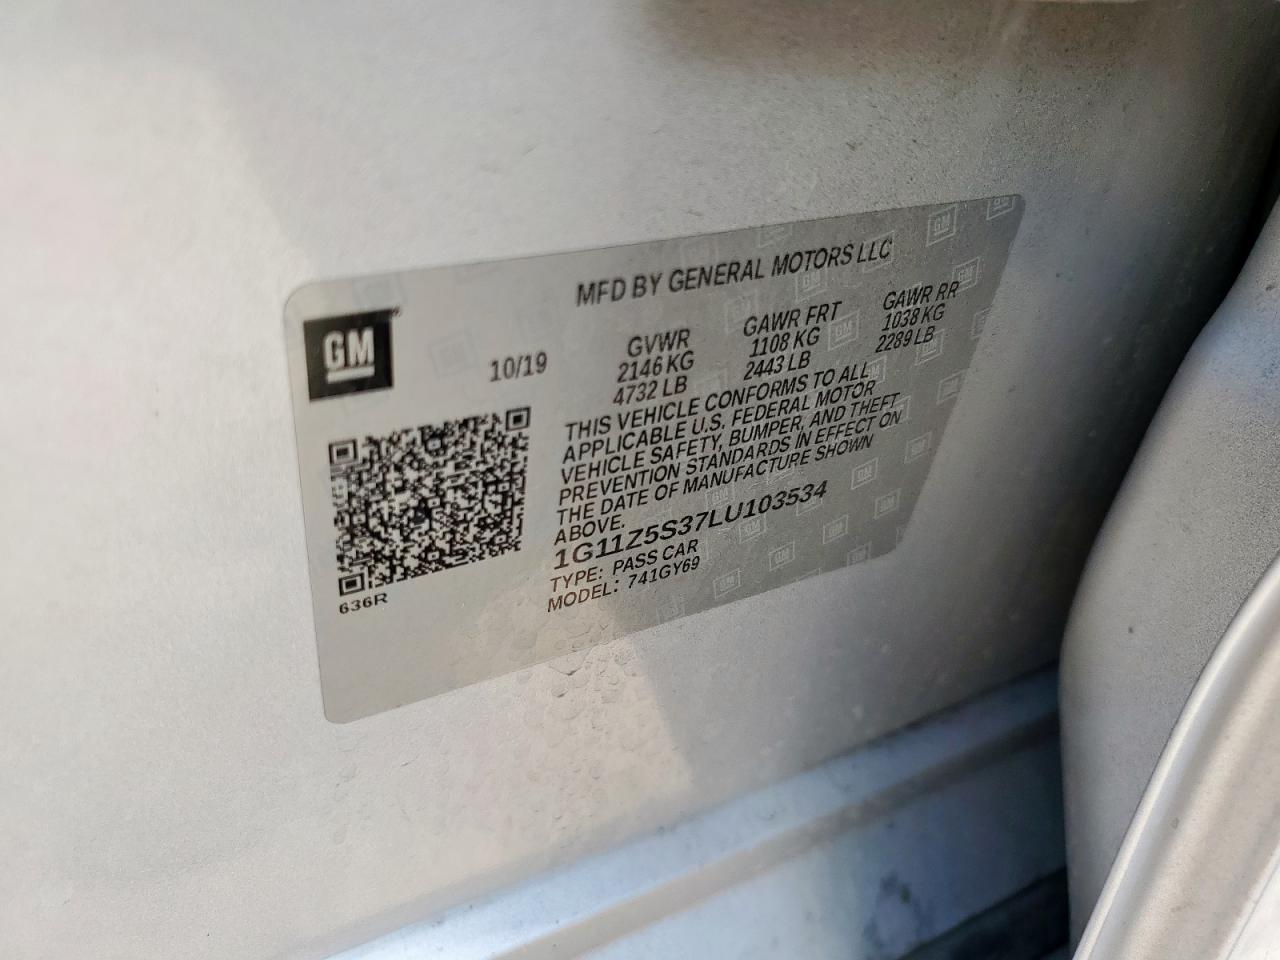 MFD BY GENERAL MOTORS LLC
GM
10/19
GVWR
2146 KG
4732 LB
GAWR FRT
1108 KG
2443 LB
GAWR RR
1038 KG
2289 LB
THIS VEHICLE CONFORMS TO ALL
APPLICABLE U.S. FEDERAL MOTOR
VEHICLE SAFETY, BUMPER, AND THEFT
PREVENTION STANDARDS IN EFFECT ON
THE DATE OF MANUFACTURE SHOWN
ABOVE.
1G11Z5S37LU103534
TYPE: PASS CAR
MODEL: 741GY69
636R